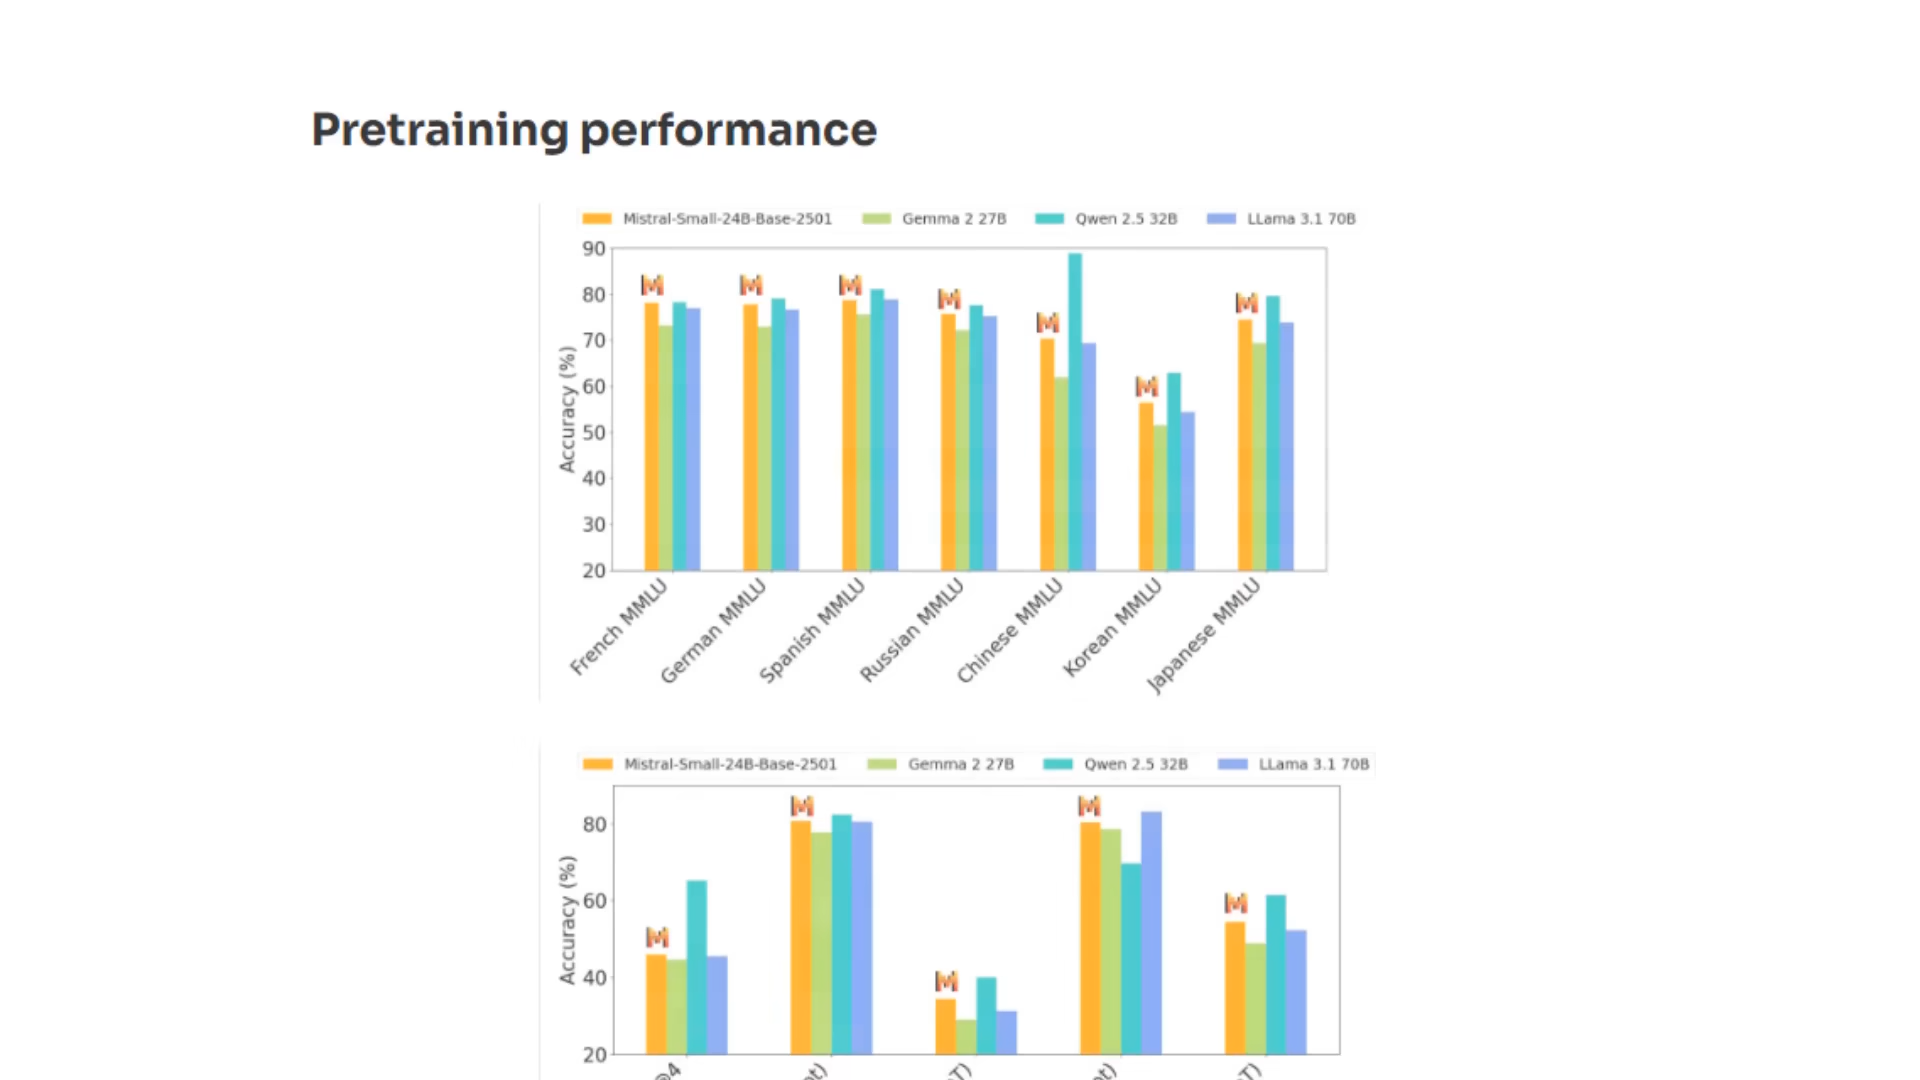 Pretraining performance
Mistral-Small-24B-Base-2501 Gemma 2 27B Qwen 2.5 32B LLama 3.1 70B
90
80
70
60
50
40
30
20
Accuracy (%)
French MMLU
German MMLU
Spanish MMLU
Russian MMLU
Chinese MMLU
Korean MMLU
Japanese MMLU
Mistral-Small-24B-Base-2501 Gemma 2 27B Qwen 2.5 32B LLama 3.1 70B
80
60
40
20
Accuracy (%)